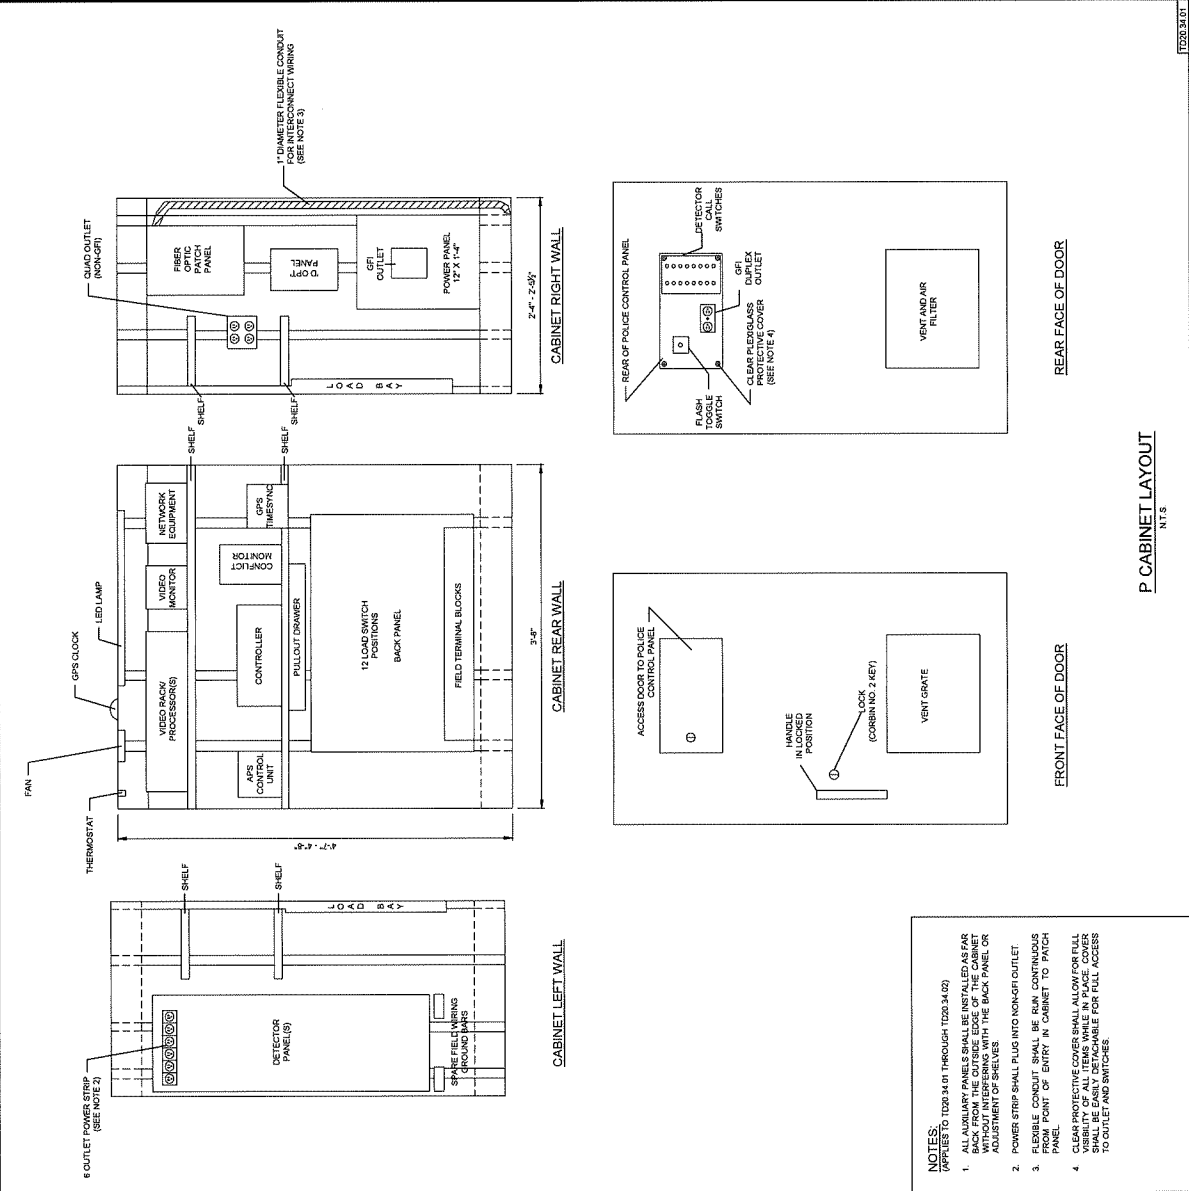 6 OUTLET POWER STRIP
(SEE NOTE 2)
DETECTOR
PANEL(S)
SPARE FIELD WIRING
GROUND BARS
SHELF
SHELF
LOAD BAY
CABINET LEFT WALL
THERMOSTAT
FAN
GPS CLOCK
LED LAMP
VIDEO RACK/
PROCESSOR(S)
VIDEO
MONITOR
NETWORK
EQUIPMENT
SHELF
APS
CONTROL
UNIT
CONTROLLER
CONFLICT
MONITOR
GPS
TIMESYNC
SHELF
PULLOUT DRAWER
12 LOAD SWITCH
POSITIONS
BACK PANEL
FIELD TERMINAL BLOCKS
4'-7" - 4'-8"
3'-8"
CABINET REAR WALL
QUAD OUTLET
(NON-GFI)
1" DIAMETER FLEXIBLE CONDUIT
FOR INTERCONNECT WIRING
(SEE NOTE 3)
FIBER
OPTIC
PATCH
PANEL
'D OPT'
PANEL
GFI
OUTLET
POWER PANEL
12" X 1'-4"
SHELF
SHELF
LOAD BAY
2'-4" - 2'-5½"
CABINET RIGHT WALL
ACCESS DOOR TO POLICE
CONTROL PANEL
HANDLE
IN LOCKED
POSITION
LOCK
(CORBIN NO. 2 KEY)
VENT GRATE
FRONT FACE OF DOOR
REAR OF POLICE CONTROL PANEL
FLASH
TOGGLE
SWITCH
CLEAR PLEXIGLASS
PROTECTIVE COVER
(SEE NOTE 4)
GFI
DUPLEX
OUTLET
DETECTOR
CALL
SWITCHES
VENT AND AIR
FILTER
REAR FACE OF DOOR
NOTES:
(APPLIES TO TD20.34.01 THROUGH TD20.34.02)
1. ALL AUXILIARY PANELS SHALL BE INSTALLED AS FAR
BACK FROM THE OUTSIDE EDGE OF THE CABINET
WITHOUT INTERFERING WITH THE BACK PANEL OR
ADJUSTMENT OF SHELVES.
2. POWER STRIP SHALL PLUG INTO NON-GFI OUTLET.
3. FLEXIBLE CONDUIT SHALL BE RUN CONTINUOUS
FROM POINT OF ENTRY IN CABINET TO PATCH
PANEL.
4. CLEAR PROTECTIVE COVER SHALL ALLOW FOR FULL
VISIBILITY OF ALL ITEMS WHILE IN PLACE. COVER
SHALL BE EASILY DETACHABLE FOR FULL ACCESS
TO OUTLET AND SWITCHES.
P CABINET LAYOUT
N.T.S.
TD20.34.01